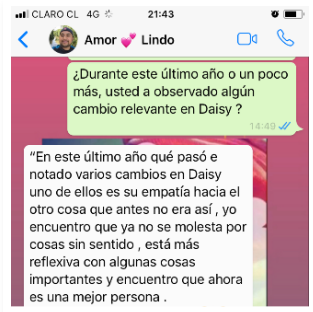 CLARO CL 4G 21:43
Amor 💕 Lindo
¿Durante este último año o un poco
más, usted a observado algún
cambio relevante en Daisy ?
14:49
“En este último año qué pasó e
notado varios cambios en Daisy
uno de ellos es su empatía hacia el
otro cosa que antes no era así , yo
encuentro que ya no se molesta por
cosas sin sentido , está más
reflexiva con algunas cosas
importantes y encuentro que ahora
es una mejor persona .